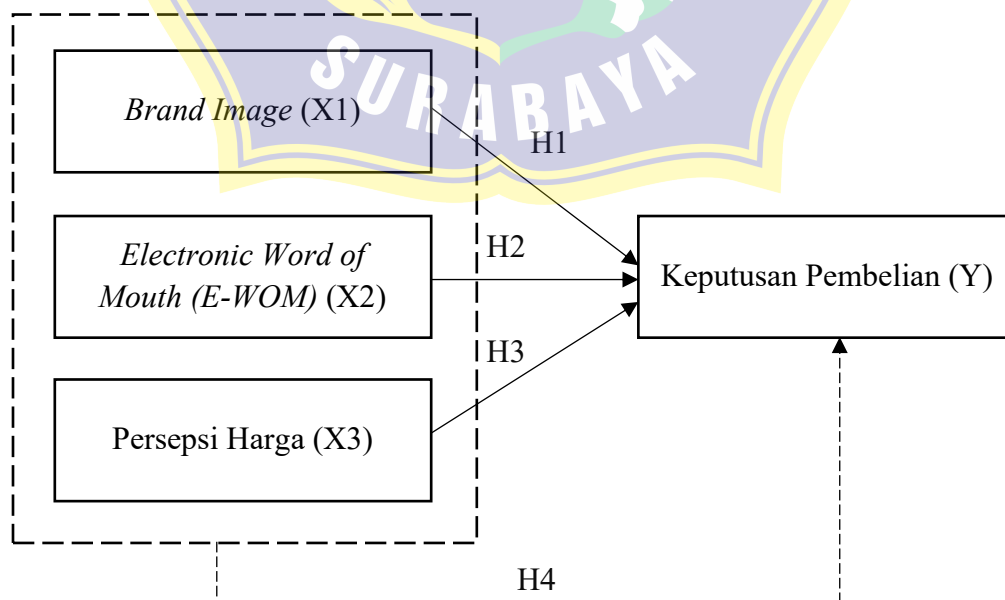 SURABAYA
Brand Image (X1)
H1
Electronic Word of
Mouth (E-WOM) (X2)
H2
Keputusan Pembelian (Y)
H3
Persepsi Harga (X3)
H4